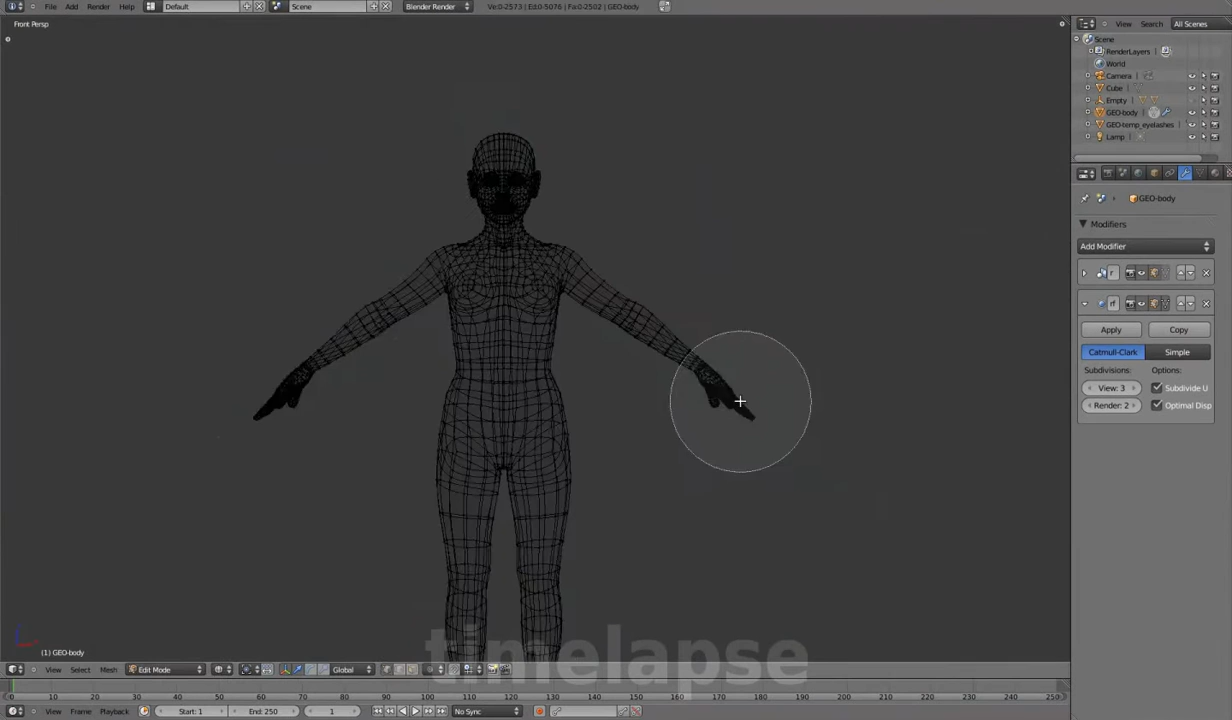 File Add Render Help Default Scene Blender Render Ve:0-2573 | Ed:0-5076 | Fa:0-2502 | GEO-body
Front Persp
View Search All Scenes
Scene
RenderLayers |
World
Camera |
Cube |
Empty |
GEO-body |
GEO-temp_eyelashes
Lamp |
GEO-body
Modifiers
Add Modifier
r
rf
Apply Copy
Catmull-Clark Simple
Subdivisions: Options:
View: 3 Subdivide U
Render: 2 Optimal Disp
(1) GEO-body
timelapse
View Select Add Mesh Edit Mode Global
0 10 20 30 40 50 60 70 80 90 100 110 120 130 140 150 160 170 180 190 200 210 220 230 240 250
View Frame Playback Start: 1 End: 250 1 No Sync